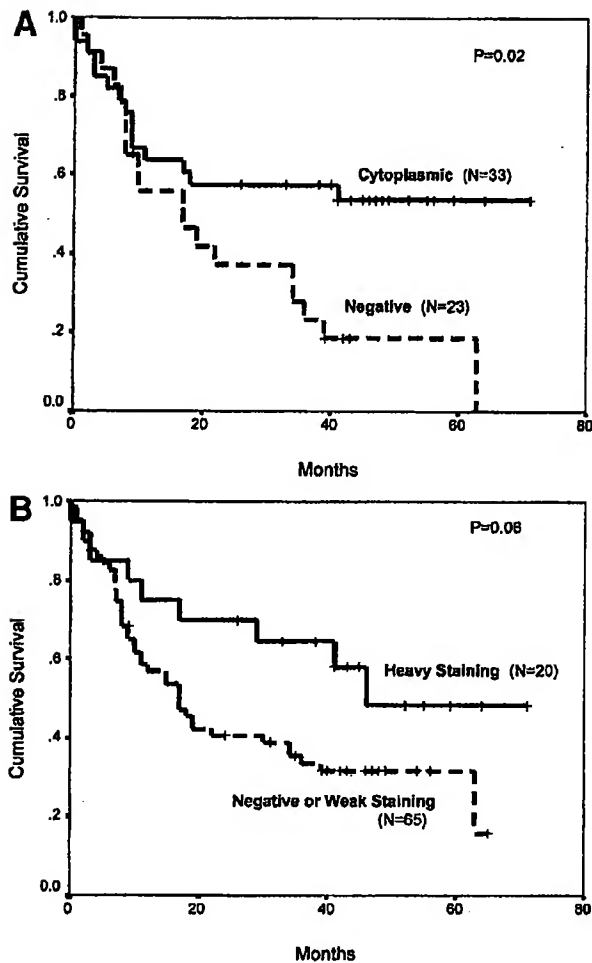 A
1.0
P=0.02
.8
.6
Cytoplasmic (N=33)
.4
.2
Negative (N=23)
0.0
0 20 40 60 80
Cumulative Survival
Months
B
1.0
P=0.06
.8
.6
Heavy Staining (N=20)
.4
Negative or Weak Staining
(N=65)
.2
0.0
0 20 40 60 80
Cumulative Survival
Months